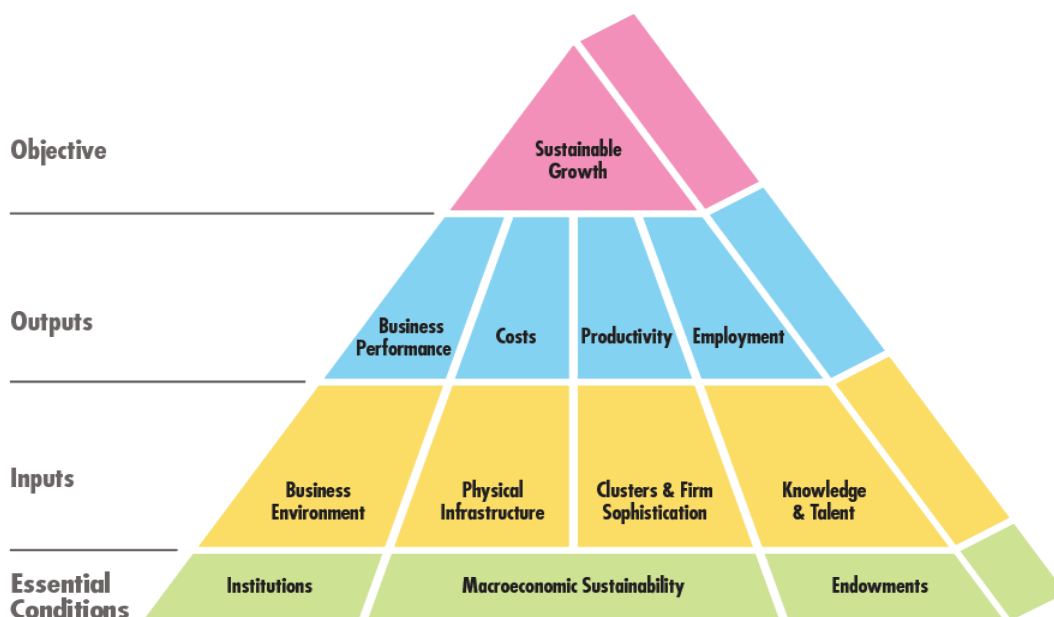 Objective
Sustainable
Growth
Outputs
Business
Performance
Costs
Productivity
Employment
Inputs
Business
Environment
Physical
Infrastructure
Clusters & Firm
Sophistication
Knowledge
& Talent
Essential
Conditions
Institutions
Macroeconomic Sustainability
Endowments